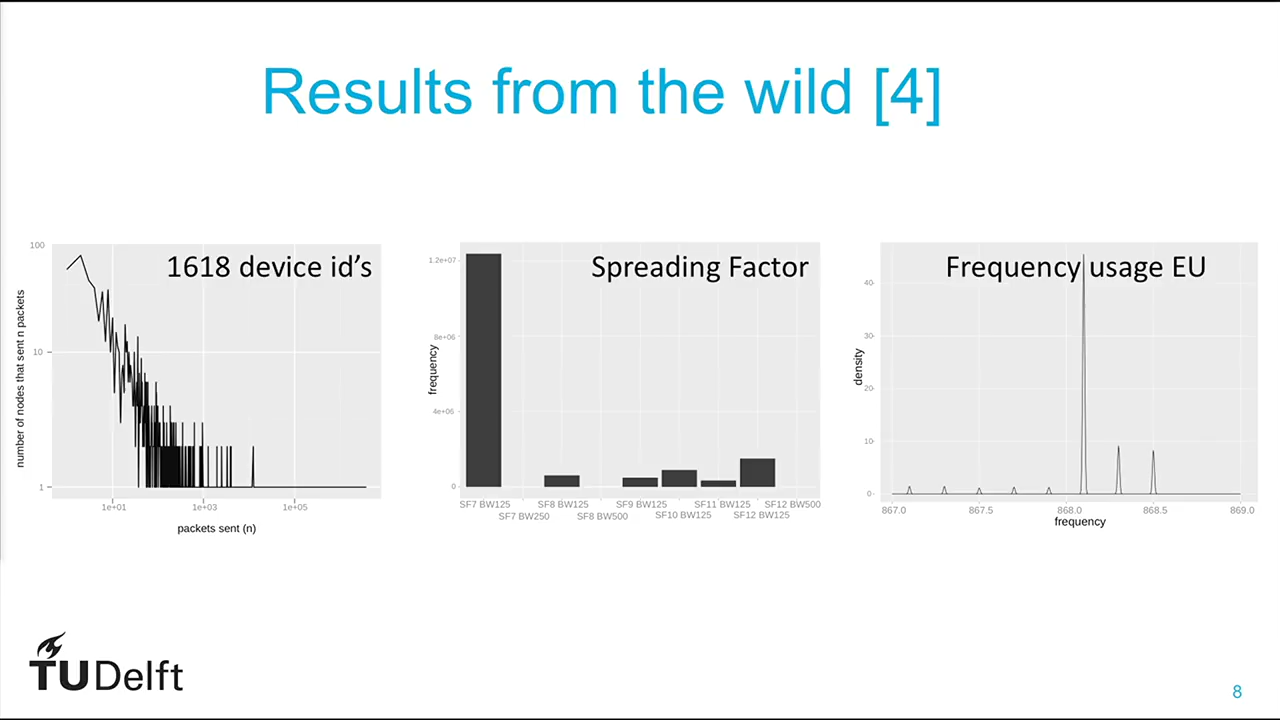 Results from the wild [4]
1618 device id's
100
10
1
number of nodes that sent n packets
1e+01 1e+03 1e+05
packets sent (n)
Spreading Factor
1.2e+07
8e+06
4e+06
0
frequency
SF7 BW125 SF8 BW125 SF9 BW125 SF11 BW125 SF12 BW500
SF7 BW250 SF8 BW500 SF10 BW125 SF12 BW125
Frequency usage EU
40
30
20
10
0
density
867.0 867.5 868.0 868.5 869.0
frequency
TU Delft
8